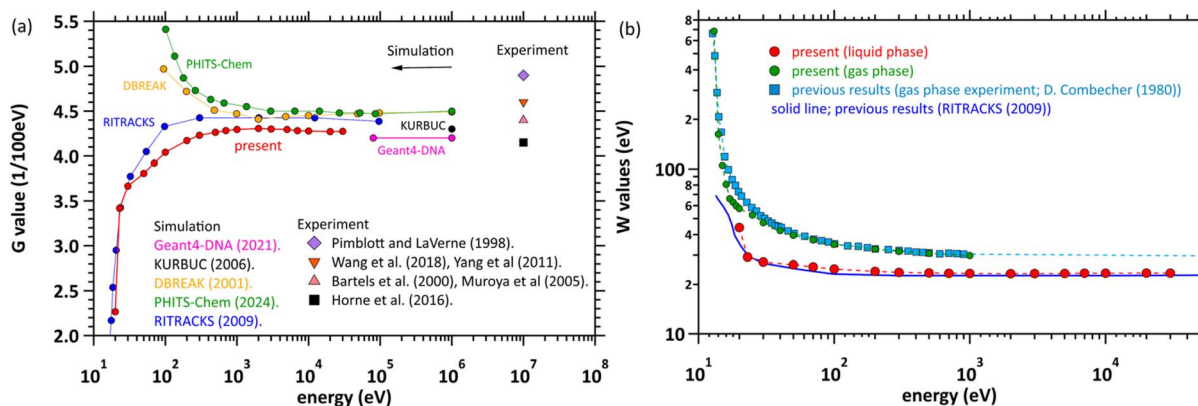 (a)
G value (1/100eV)
5.5
5.0
4.5
4.0
3.5
3.0
2.5
2.0
PHITS-Chem
DBREAK
RITRACKS
present
Simulation
Experiment
KURBUC
Geant4-DNA
Simulation
Geant4-DNA (2021).
KURBUC (2006).
DBREAK (2001).
PHITS-Chem (2024).
RITRACKS (2009).
Experiment
Pimblott and LaVerne (1998).
Wang et al. (2018), Yang et al (2011).
Bartels et al. (2000), Muroya et al (2005).
Horne et al. (2016).
10¹ 10² 10³ 10⁴ 10⁵ 10⁶ 10⁷ 10⁸
energy (eV)
(b)
W values (eV)
8
6
4
2
100
8
6
4
2
10
present (liquid phase)
present (gas phase)
previous results (gas phase experiment; D. Combecher (1980))
solid line; previous results (RITRACKS (2009))
10¹ 10² 10³ 10⁴
energy (eV)